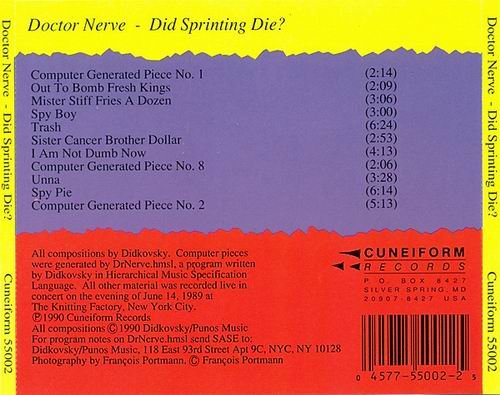 Doctor Nerve - Did Sprinting Die?
Computer Generated Piece No. 1 (2:14)
Out To Bomb Fresh Kings (2:09)
Mister Stiff Fries A Dozen (3:06)
Spy Boy (3:00)
Trash (6:24)
Sister Cancer Brother Dollar (2:53)
I Am Not Dumb Now (4:13)
Computer Generated Piece No. 8 (2:06)
Unna (3:28)
Spy Pie (6:14)
Computer Generated Piece No. 2 (5:13)
All compositions by Didkovsky. Computer pieces
were generated by DrNerve.hmsl, a program written
by Didkovsky in Hierarchical Music Specification
Language. All other material was recorded live in
concert on the evening of June 14, 1989 at
The Knitting Factory, New York City.
℗1990 Cuneiform Records
All compositions ©1990 Didkovsky/Punos Music
For program notes on DrNerve.hmsl send SASE to:
Didkovsky/Punos Music, 118 East 93rd Street Apt 9C, NYC, NY 10128
Photography by François Portmann. © François Portmann
CUNEIFORM
RECORDS
P.O. BOX 8427
SILVER SPRING, MD
20907-8427 USA
0 4577-55002-2 5
Doctor Nerve - Did Sprinting Die? Cuneiform 55002
Doctor Nerve - Did Sprinting Die? Cuneiform 55002